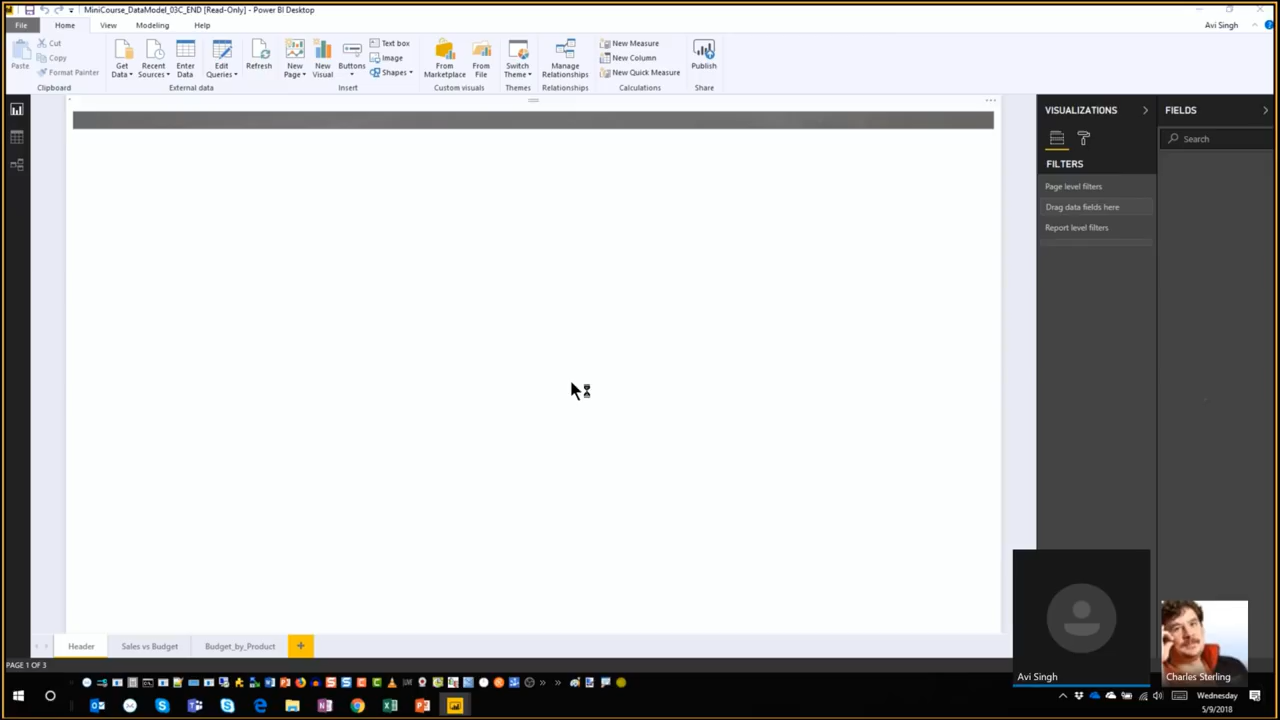 MiniCourse_DataModel_03C_END [Read-Only] - Power BI Desktop
File Home View Modeling Help Avi Singh
Paste
Cut
Copy
Format Painter
Clipboard
Get Data
Recent Sources
Enter Data
Edit Queries
External data
Refresh
New Page
New Visual
Buttons
Text box
Image
Shapes
Insert
From Marketplace
From File
Custom visuals
Switch Theme
Themes
Manage Relationships
Relationships
New Measure
New Column
New Quick Measure
Calculations
Publish
Share
VISUALIZATIONS
FILTERS
Page level filters
Drag data fields here
Report level filters
FIELDS
Search
Header Sales vs Budget Budget_by_Product
PAGE 1 OF 3
Avi Singh
Charles Sterling
Wednesday
5/9/2018